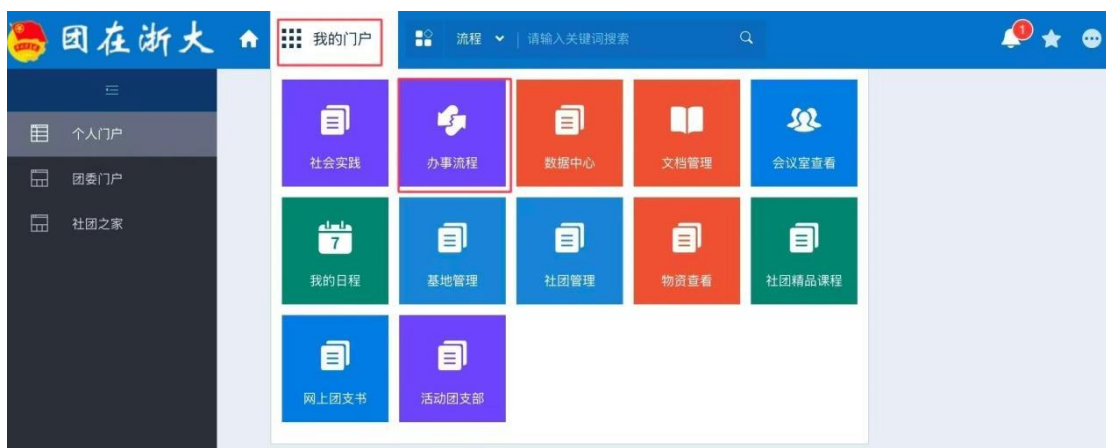 团在浙大 我的门户 流程 请输入关键词搜索 1
个人门户
团委门户
社团之家
社会实践 办事流程 数据中心 文档管理 会议室查看
7
我的日程 基地管理 社团管理 物资查看 社团精品课程
网上团支书 活动团支部